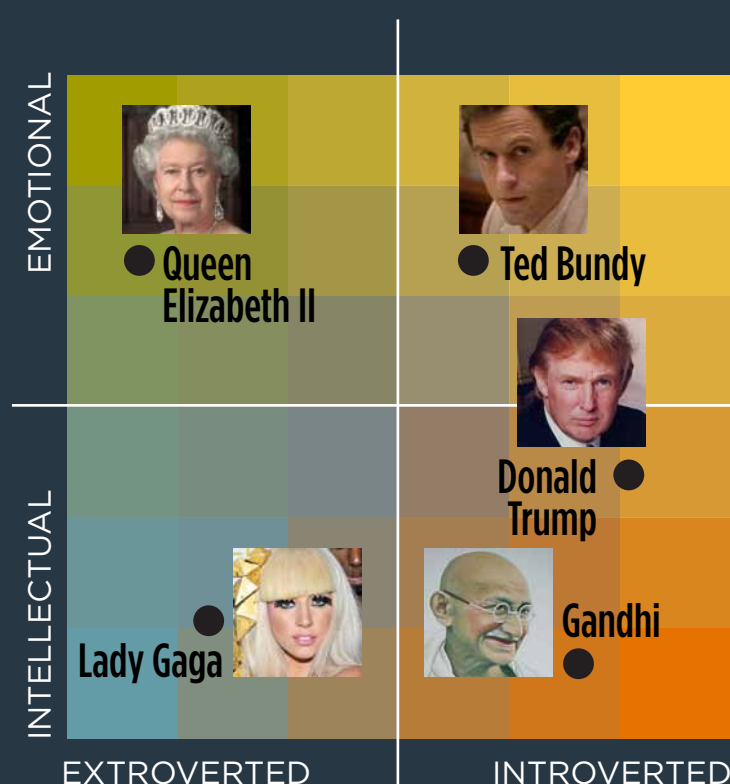 EMOTIONAL
Queen
Elizabeth II
Ted Bundy
Donald
Trump
INTELLECTUAL
Lady Gaga
Gandhi
EXTROVERTED
INTROVERTED